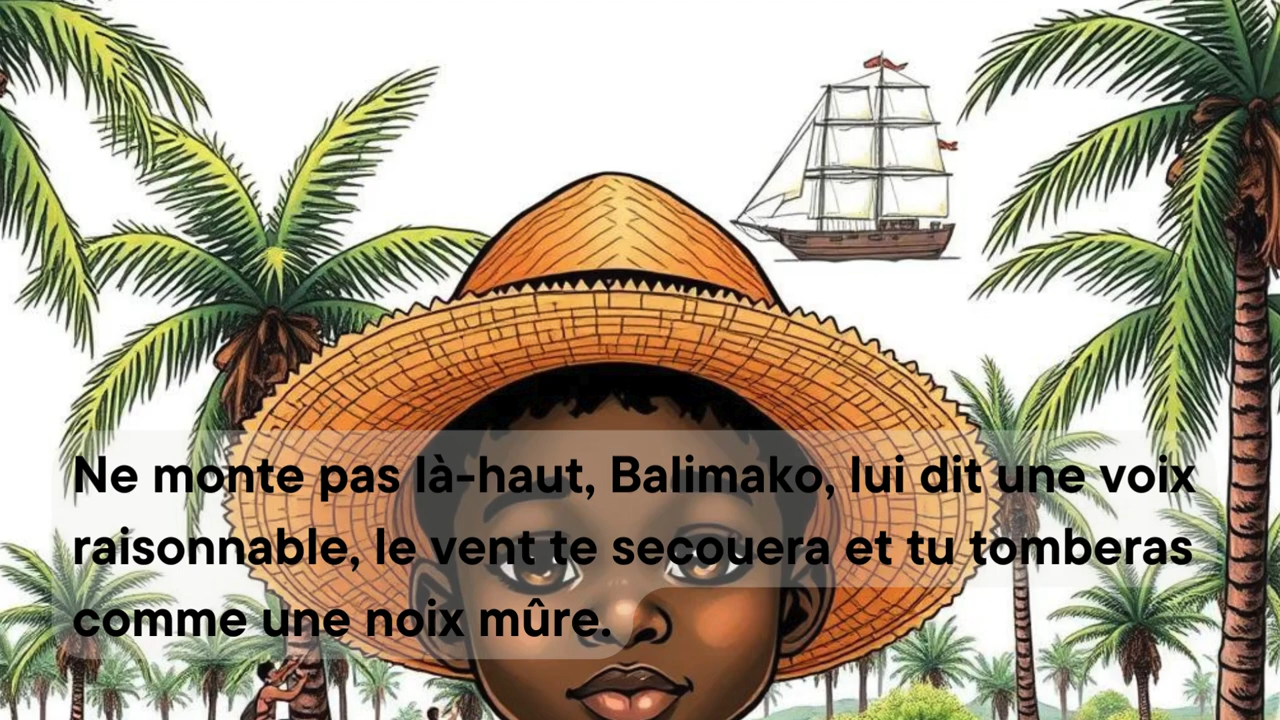 Ne monte pas là-haut, Balimako, lui dit une voix
raisonnable, le vent te secouera et tu tomberas
comme une noix mûre.